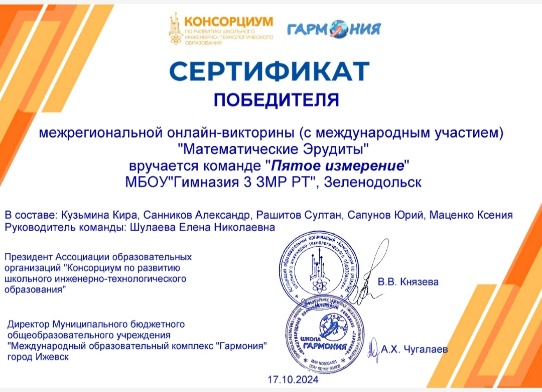 КОНСОРЦИУМ
ПО РАЗВИТИЮ ШКОЛЬНОГО
ИНЖЕНЕРНО-ТЕХНОЛОГИЧЕСКОГО
ОБРАЗОВАНИЯ
ГАРМОНИЯ
СЕРТИФИКАТ
ПОБЕДИТЕЛЯ
межрегиональной онлайн-викторины (с международным участием)
"Математические Эрудиты"
вручается команде "Пятое измерение"
МБОУ"Гимназия 3 ЗМР РТ", Зеленодольск
В составе: Кузьмина Кира, Санников Александр, Рашитов Султан, Сапунов Юрий, Маценко Ксения
Руководитель команды: Шулаева Елена Николаевна
Президент Ассоциации образовательных
организаций "Консорциум по развитию
школьного инженерно-технологического
образования"
В.В. Князева
Директор Муниципального бюджетного
общеобразовательного учреждения
"Международный образовательный комплекс "Гармония"
город Ижевск
ШКОЛА
ГАРМОНИЯ
А.Х. Чугалаев
17.10.2024